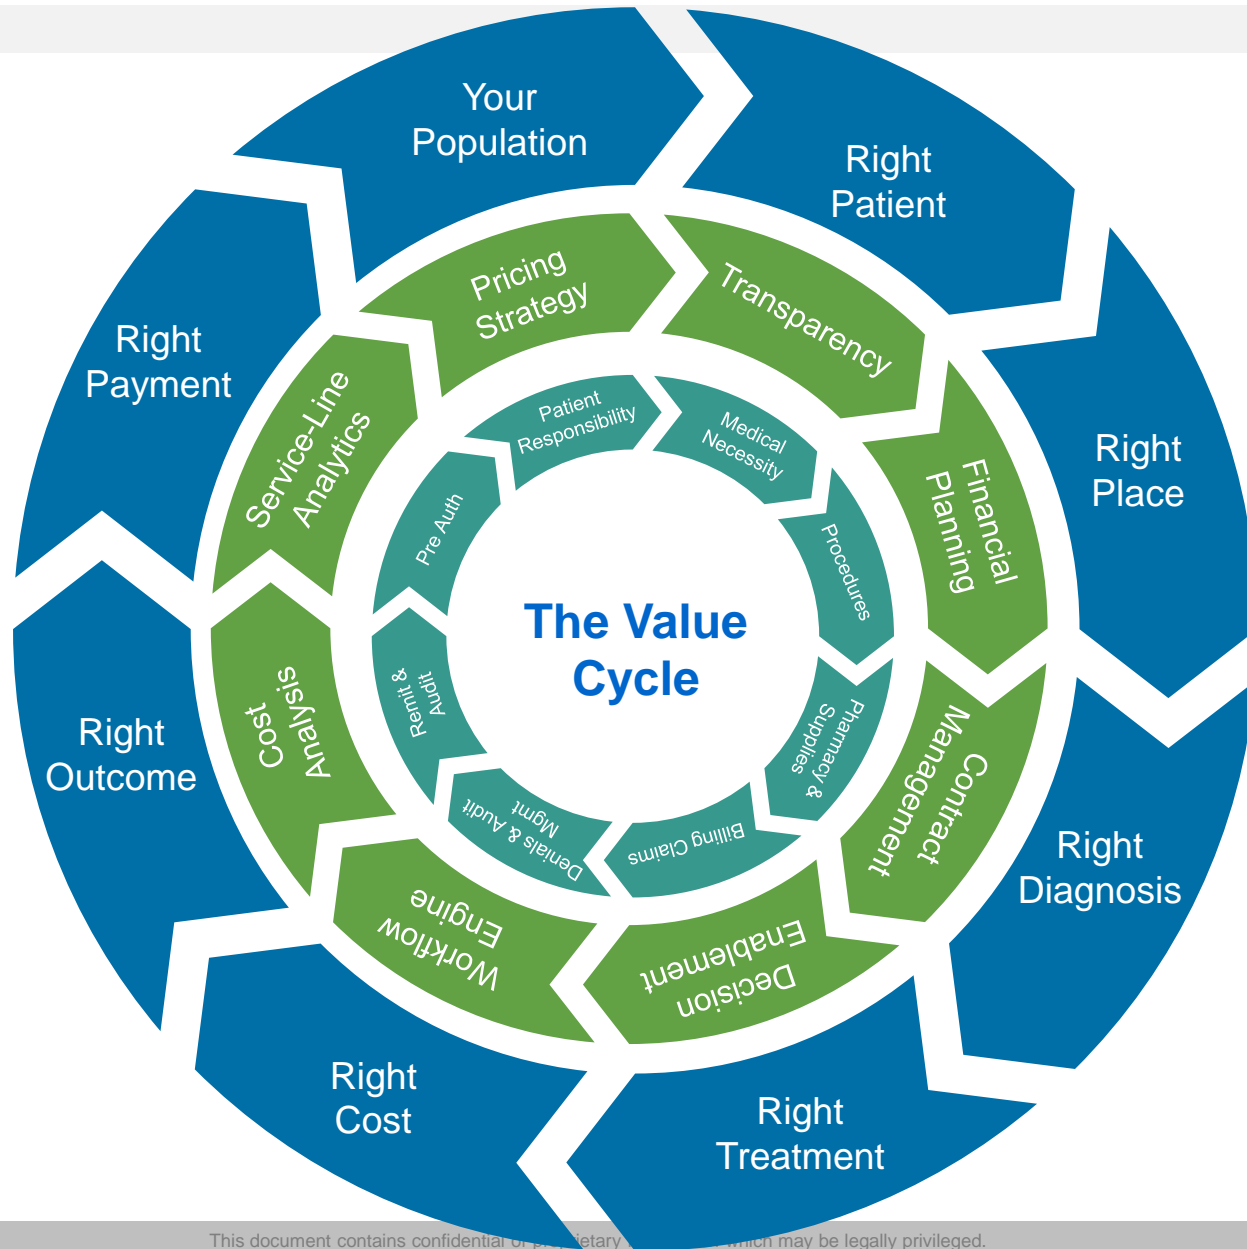 Your
Population
Right
Patient
Right
Place
Right
Diagnosis
Right
Treatment
Right
Cost
Right
Outcome
Right
Payment
Pricing
Strategy
Transparency
Financial
Planning
Contract
Management
Decision
Enablement
Workflow
Engine
Cost
Analysis
Service-Line
Analytics
Patient
Responsibility
Medical
Necessity
Procedures
Pharmacy &
Supplies
Billing Claims
Denials & Audit
Mgmt
Remit &
Audit
Pre Auth
The Value
Cycle
This document contains confidential or which may be legally privileged.